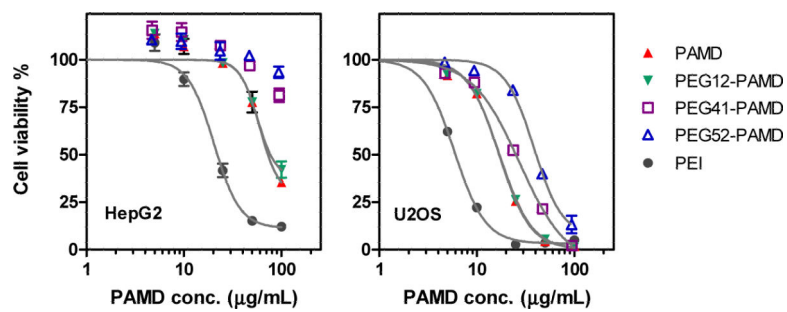 Cell viability %
100
75
50
25
0
HepG2
1 10 100
PAMD conc. (μg/mL)
100
75
50
25
0
U2OS
1 10 100
PAMD conc. (μg/mL)
PAMD
PEG12-PAMD
PEG41-PAMD
PEG52-PAMD
PEI